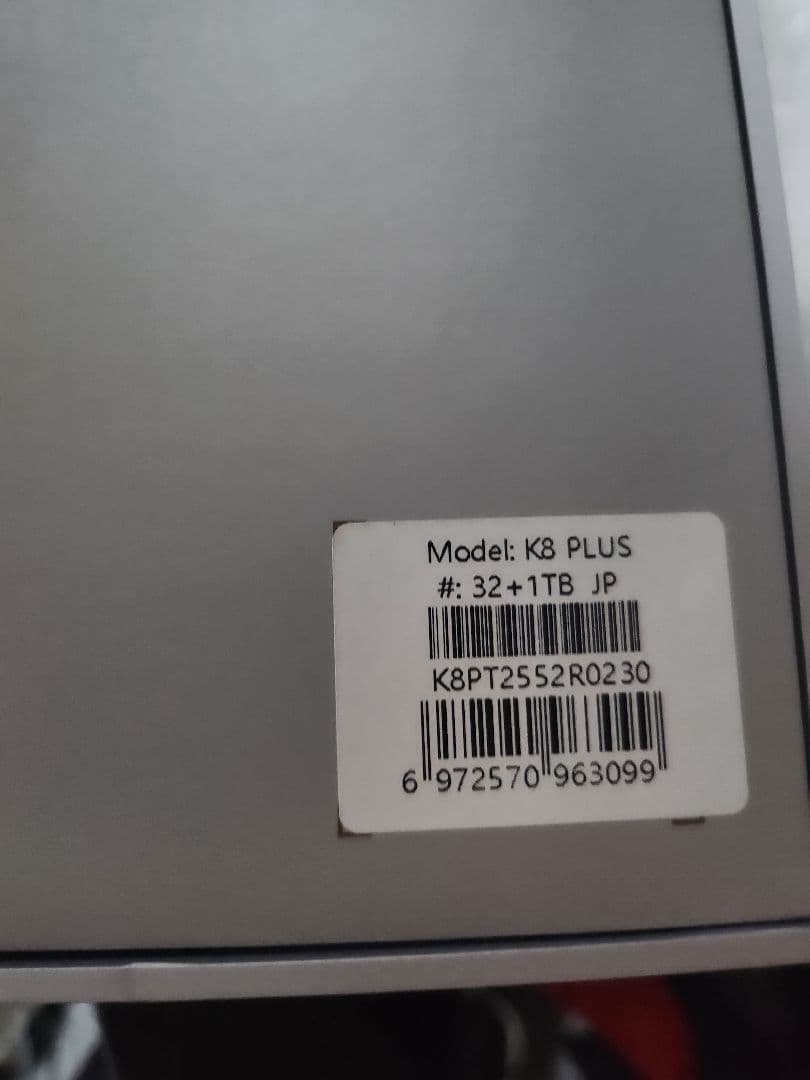 Model: K8 PLUS
#: 32+1TB JP
K8PT2552R0230
6 972570 963099